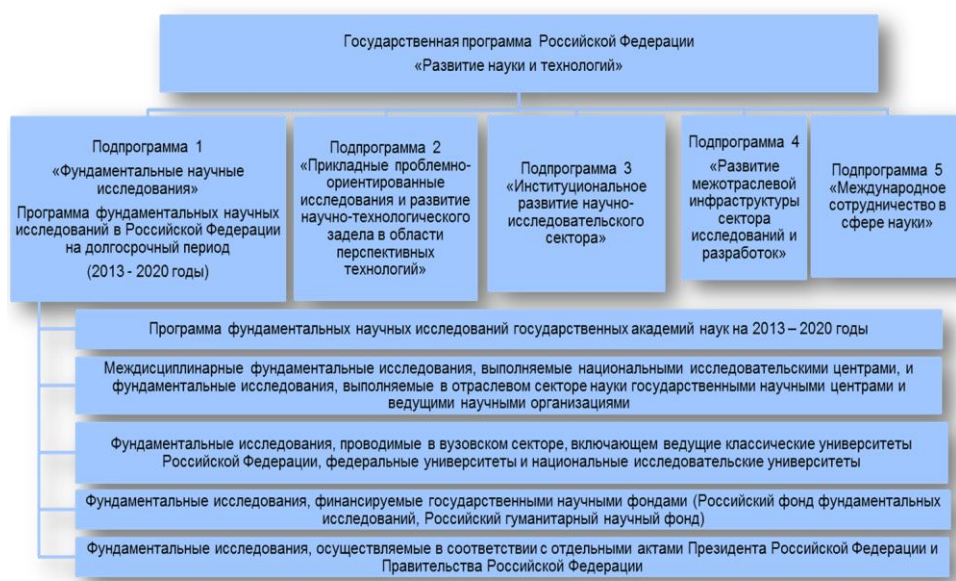 Государственная программа Российской Федерации
«Развитие науки и технологий»
Подпрограмма 1
«Фундаментальные научные
исследования»
Программа фундаментальных научных
исследований в Российской Федерации
на долгосрочный период
(2013 - 2020 годы)
Подпрограмма 2
«Прикладные проблемно-
ориентированные
исследования и развитие
научно-технологического
задела в области
перспективных
технологий»
Подпрограмма 3
«Институциональное
развитие научно-
исследовательского
сектора»
Подпрограмма 4
«Развитие
межотраслевой
инфраструктуры
сектора
исследований и
разработок»
Подпрограмма 5
«Международное
сотрудничество в
сфере науки»
Программа фундаментальных научных исследований государственных академий наук на 2013 – 2020 годы
Междисциплинарные фундаментальные исследования, выполняемые национальными исследовательскими центрами, и
фундаментальные исследования, выполняемые в отраслевом секторе науки государственными научными центрами и
ведущими научными организациями
Фундаментальные исследования, проводимые в вузовском секторе, включающем ведущие классические университеты
Российской Федерации, федеральные университеты и национальные исследовательские университеты
Фундаментальные исследования, финансируемые государственными научными фондами (Российский фонд фундаментальных
исследований, Российский гуманитарный научный фонд)
Фундаментальные исследования, осуществляемые в соответствии с отдельными актами Президента Российской Федерации и
Правительства Российской Федерации